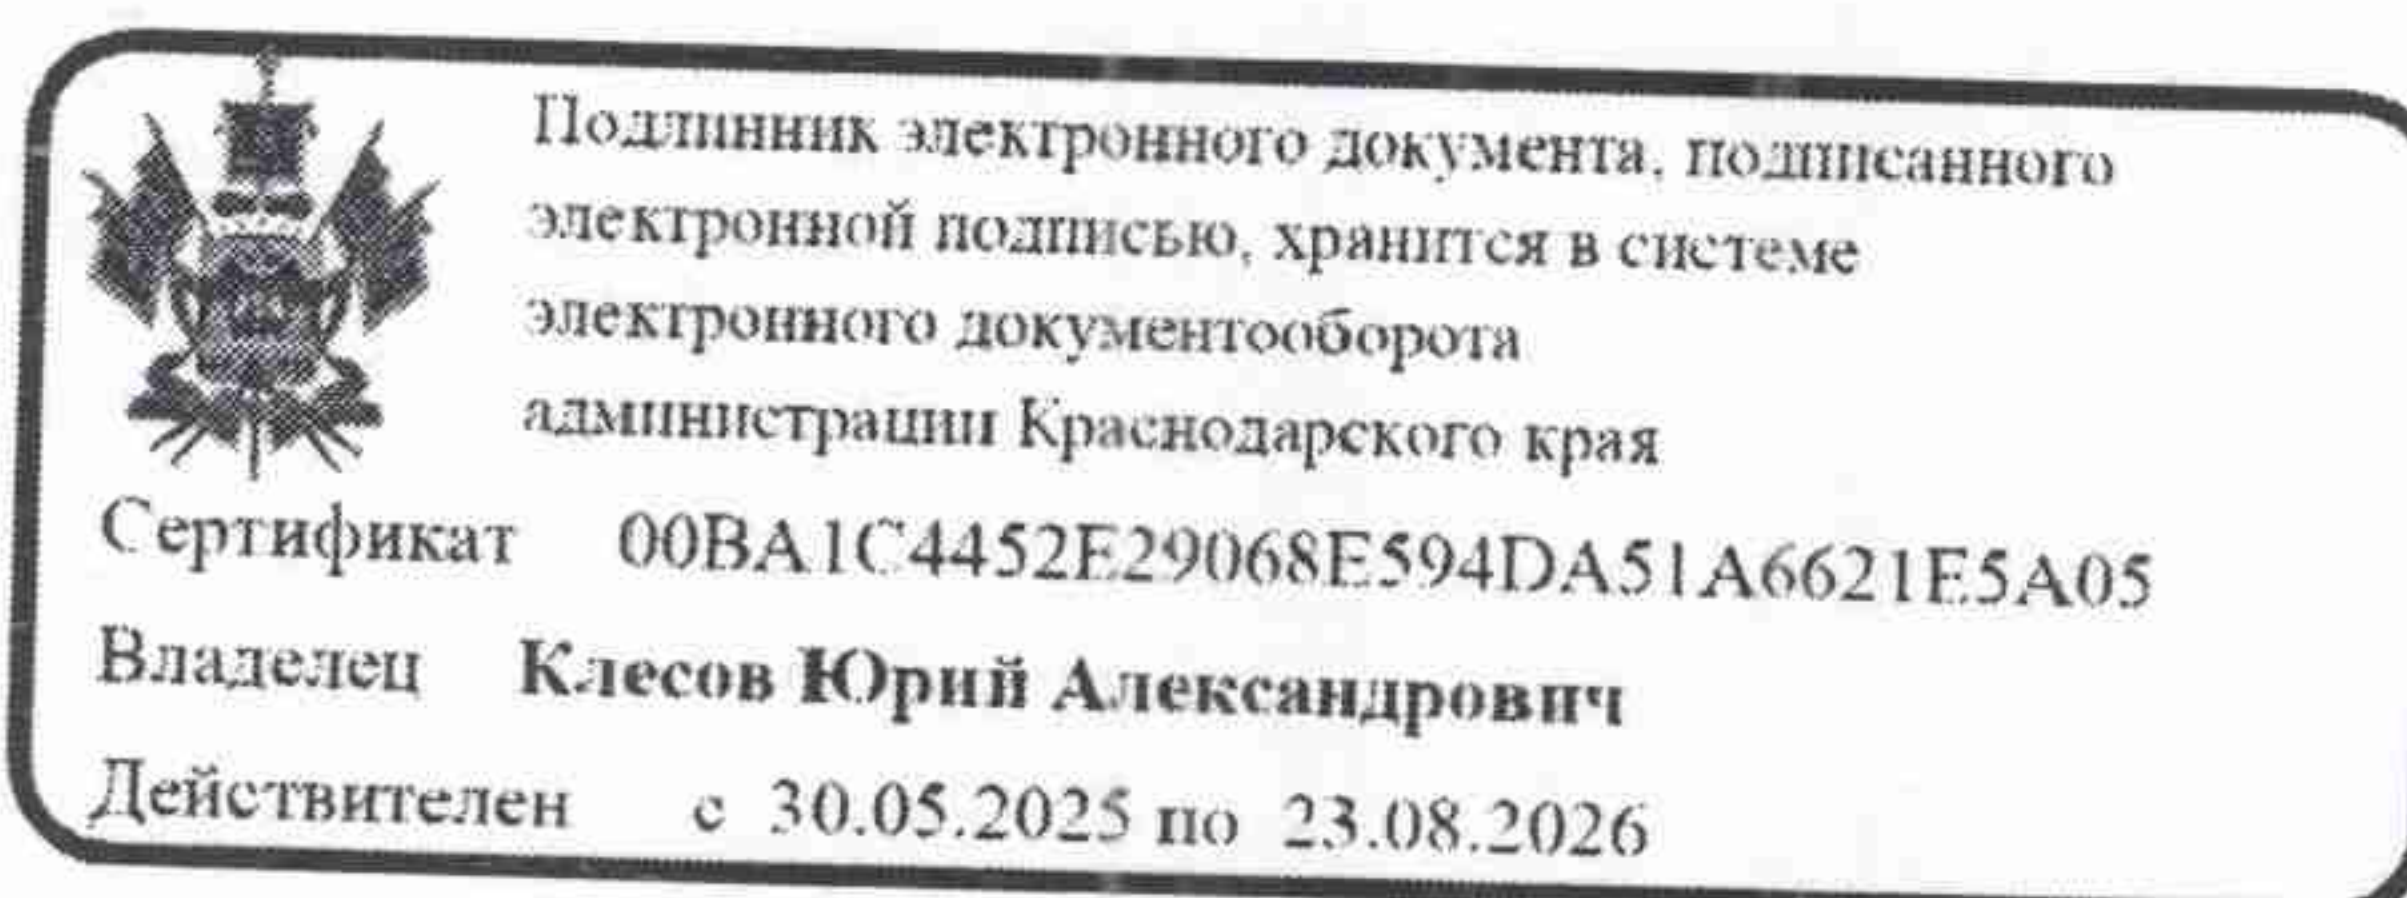 Подлинник электронного документа, подписанного
электронной подписью, хранится в системе
электронного документооборота
администрации Краснодарского края
Сертификат 00BA1C4452E29068E594DA51A6621E5A05
Владелец Клесов Юрий Александрович
Действителен с 30.05.2025 по 23.08.2026